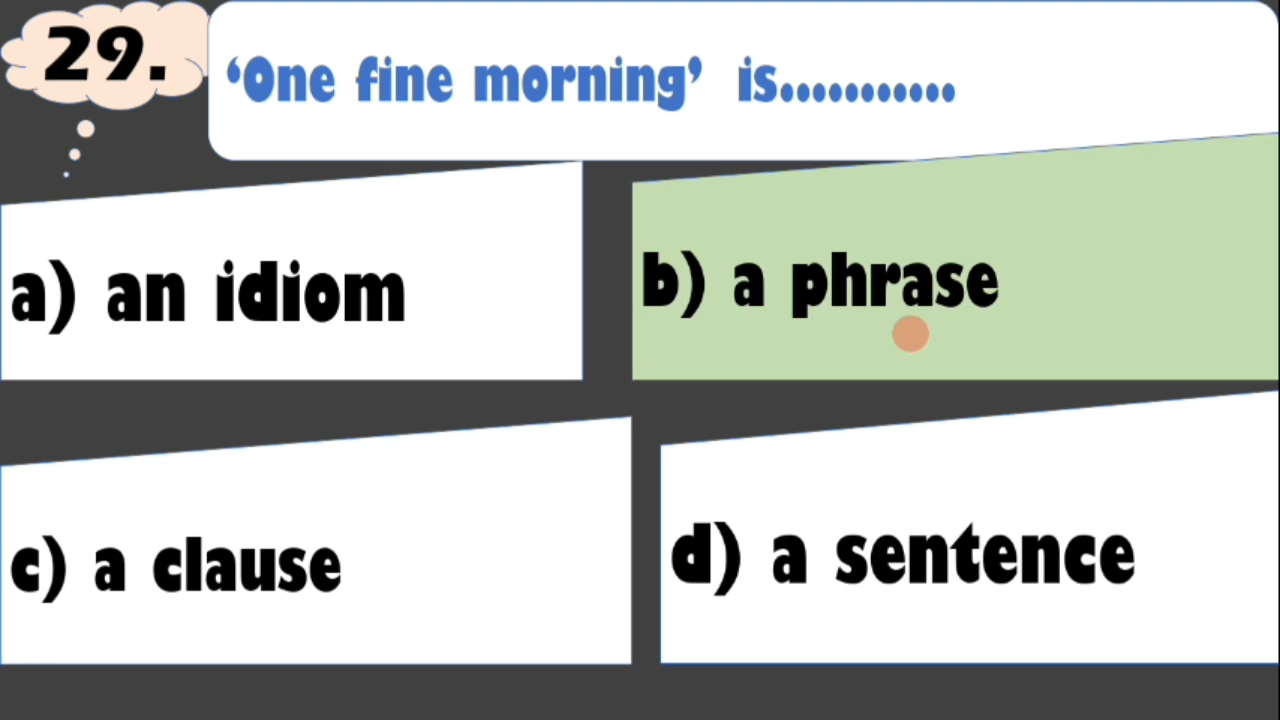 29.
‘One fine morning’ is...........
a) an idiom
b) a phrase
c) a clause
d) a sentence